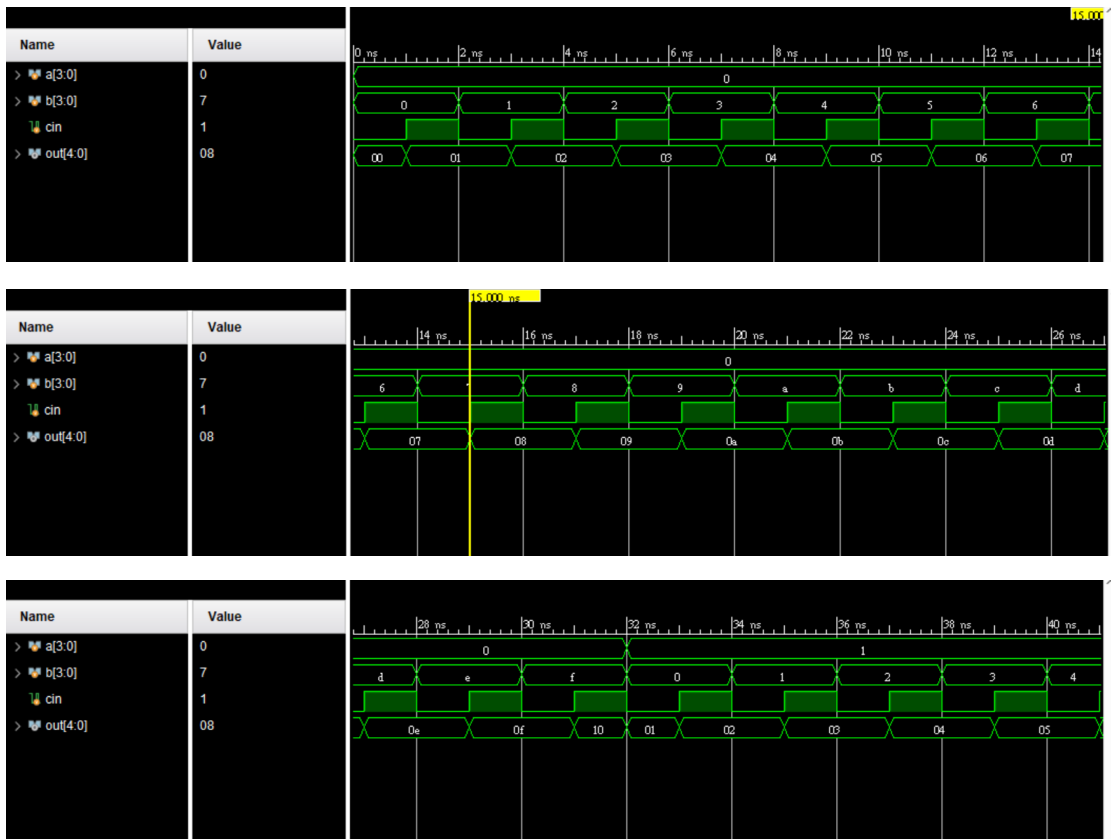 15.000
Name Value 0 ns 2 ns 4 ns 6 ns 8 ns 10 ns 12 ns 14
> a[3:0] 0 0
> b[3:0] 7 0 1 2 3 4 5 6
cin 1
> out[4:0] 08 00 01 02 03 04 05 06 07
15.000 ns
Name Value 14 ns 16 ns 18 ns 20 ns 22 ns 24 ns 26 ns
> a[3:0] 0 0
> b[3:0] 7 6 7 8 9 a b c d
cin 1
> out[4:0] 08 07 08 09 0a 0b 0c 0d
Name Value 28 ns 30 ns 32 ns 34 ns 36 ns 38 ns 40 ns
> a[3:0] 0 0 1
> b[3:0] 7 d e f 0 1 2 3 4
cin 1
> out[4:0] 08 0e 0f 10 01 02 03 04 05